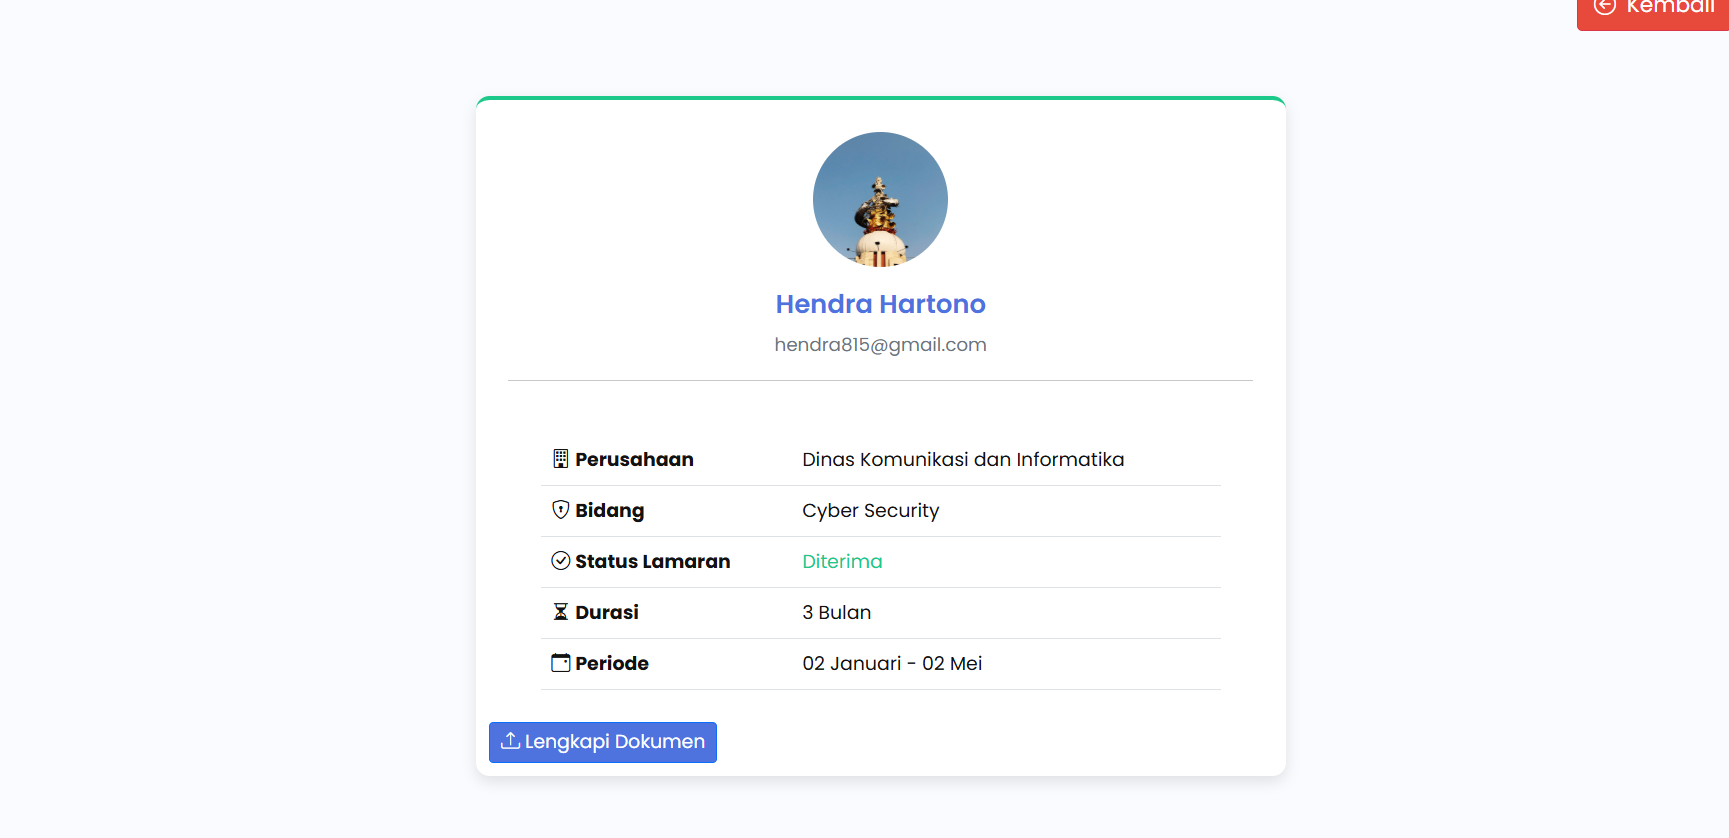 Kembali
Hendra Hartono
hendra815@gmail.com
Perusahaan Dinas Komunikasi dan Informatika
Bidang Cyber Security
Status Lamaran Diterima
Durasi 3 Bulan
Periode 02 Januari - 02 Mei
Lengkapi Dokumen